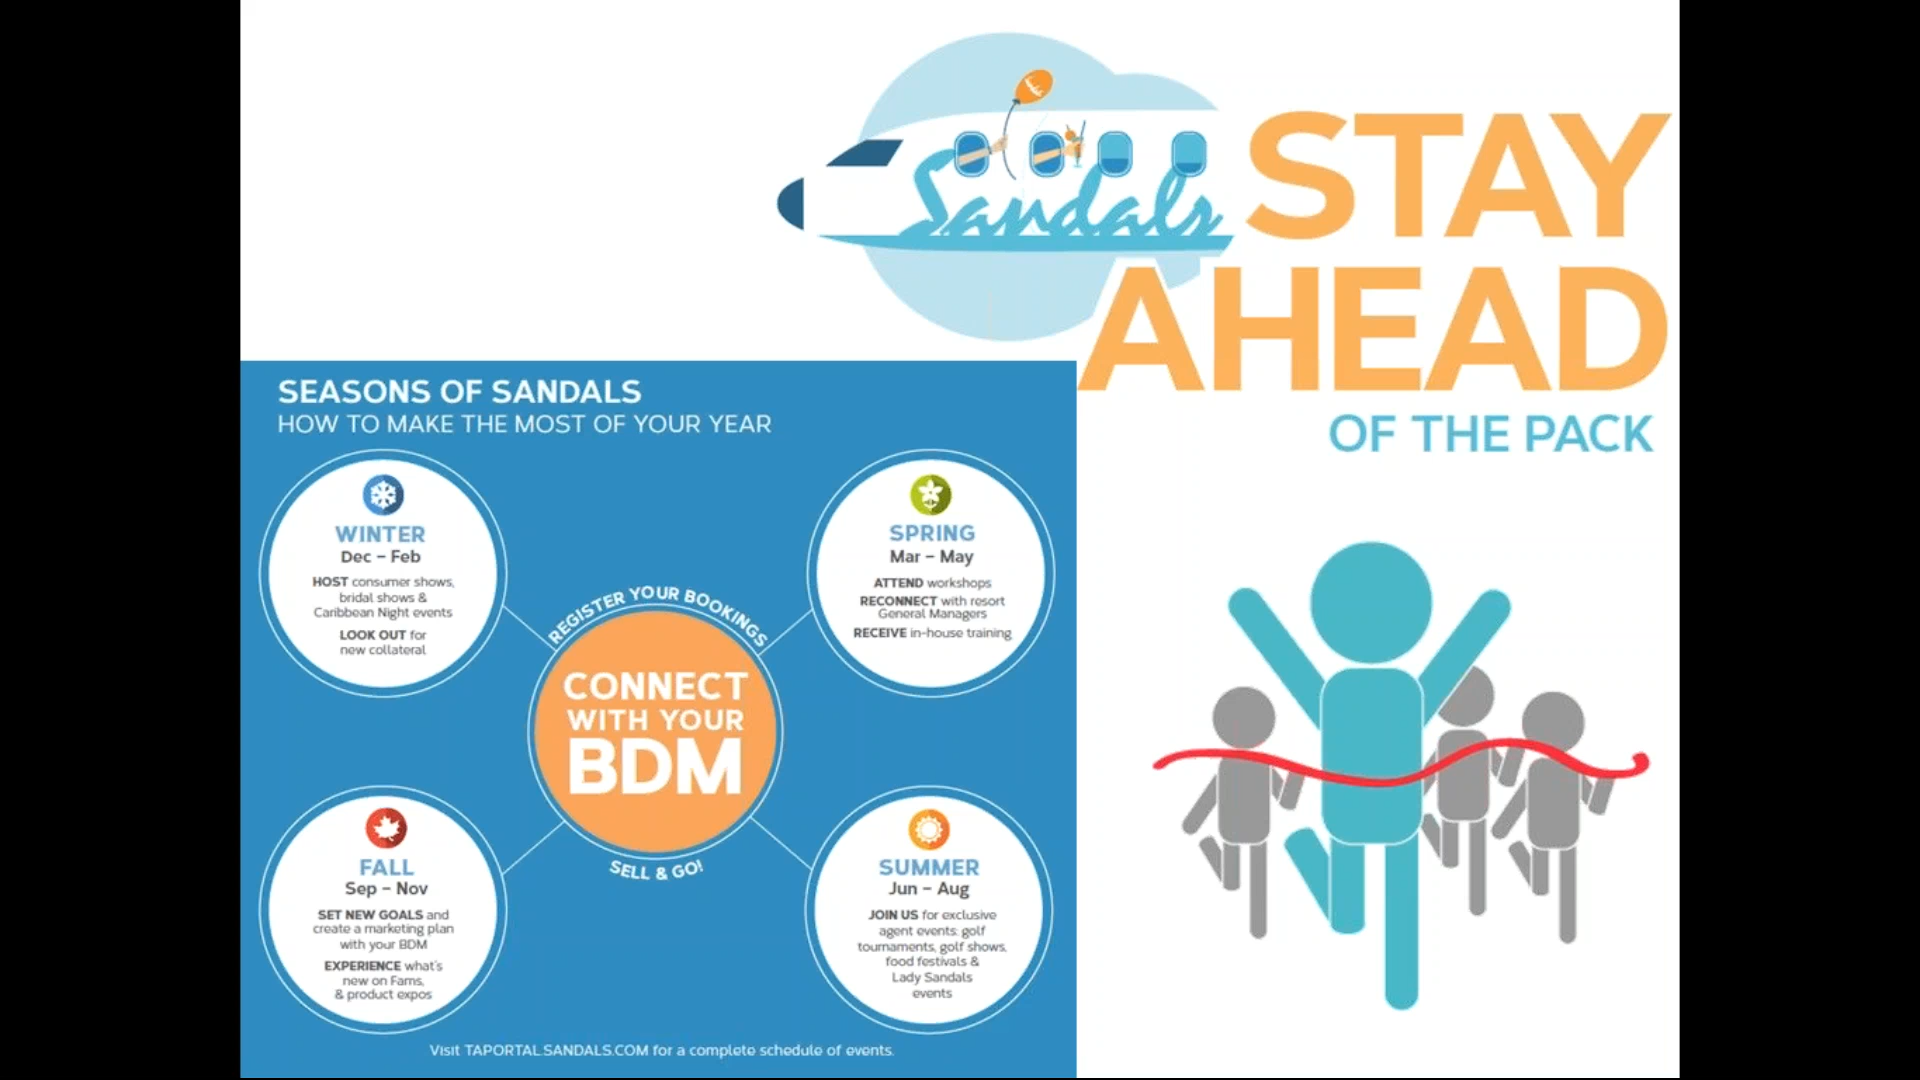 Sandals
STAY
AHEAD
OF THE PACK
SEASONS OF SANDALS
HOW TO MAKE THE MOST OF YOUR YEAR
WINTER
Dec – Feb
HOST consumer shows,
bridal shows &
Caribbean Night events
LOOK OUT for
new collateral
SPRING
Mar – May
ATTEND workshops
RECONNECT with resort
General Managers
RECEIVE in-house training
REGISTER YOUR BOOKINGS
CONNECT
WITH YOUR
BDM
SELL & GO!
FALL
Sep – Nov
SET NEW GOALS and
create a marketing plan
with your BDM
EXPERIENCE what's
new on Fams,
& product expos
SUMMER
Jun – Aug
JOIN US for exclusive
agent events: golf
tournaments, golf shows,
food festivals &
Lady Sandals
events
Visit TAPORTAL.SANDALS.COM for a complete schedule of events.